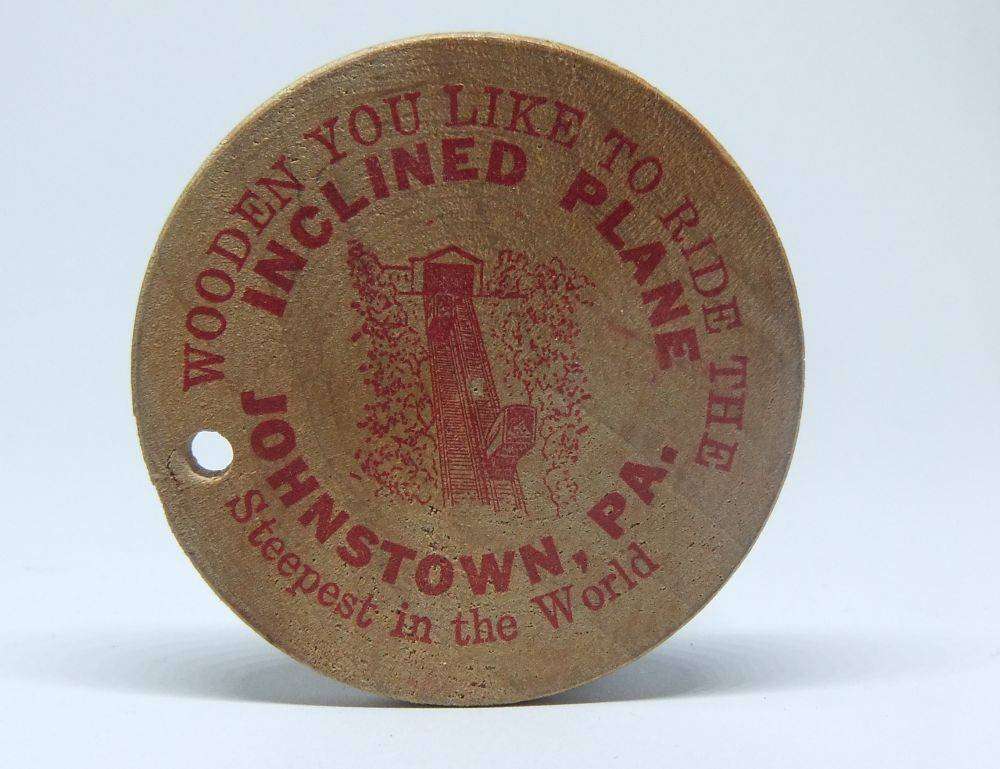 WOODEN YOU LIKE TO RIDE THE
INCLINED PLANE
JOHNSTOWN, PA.
Steepest in the World